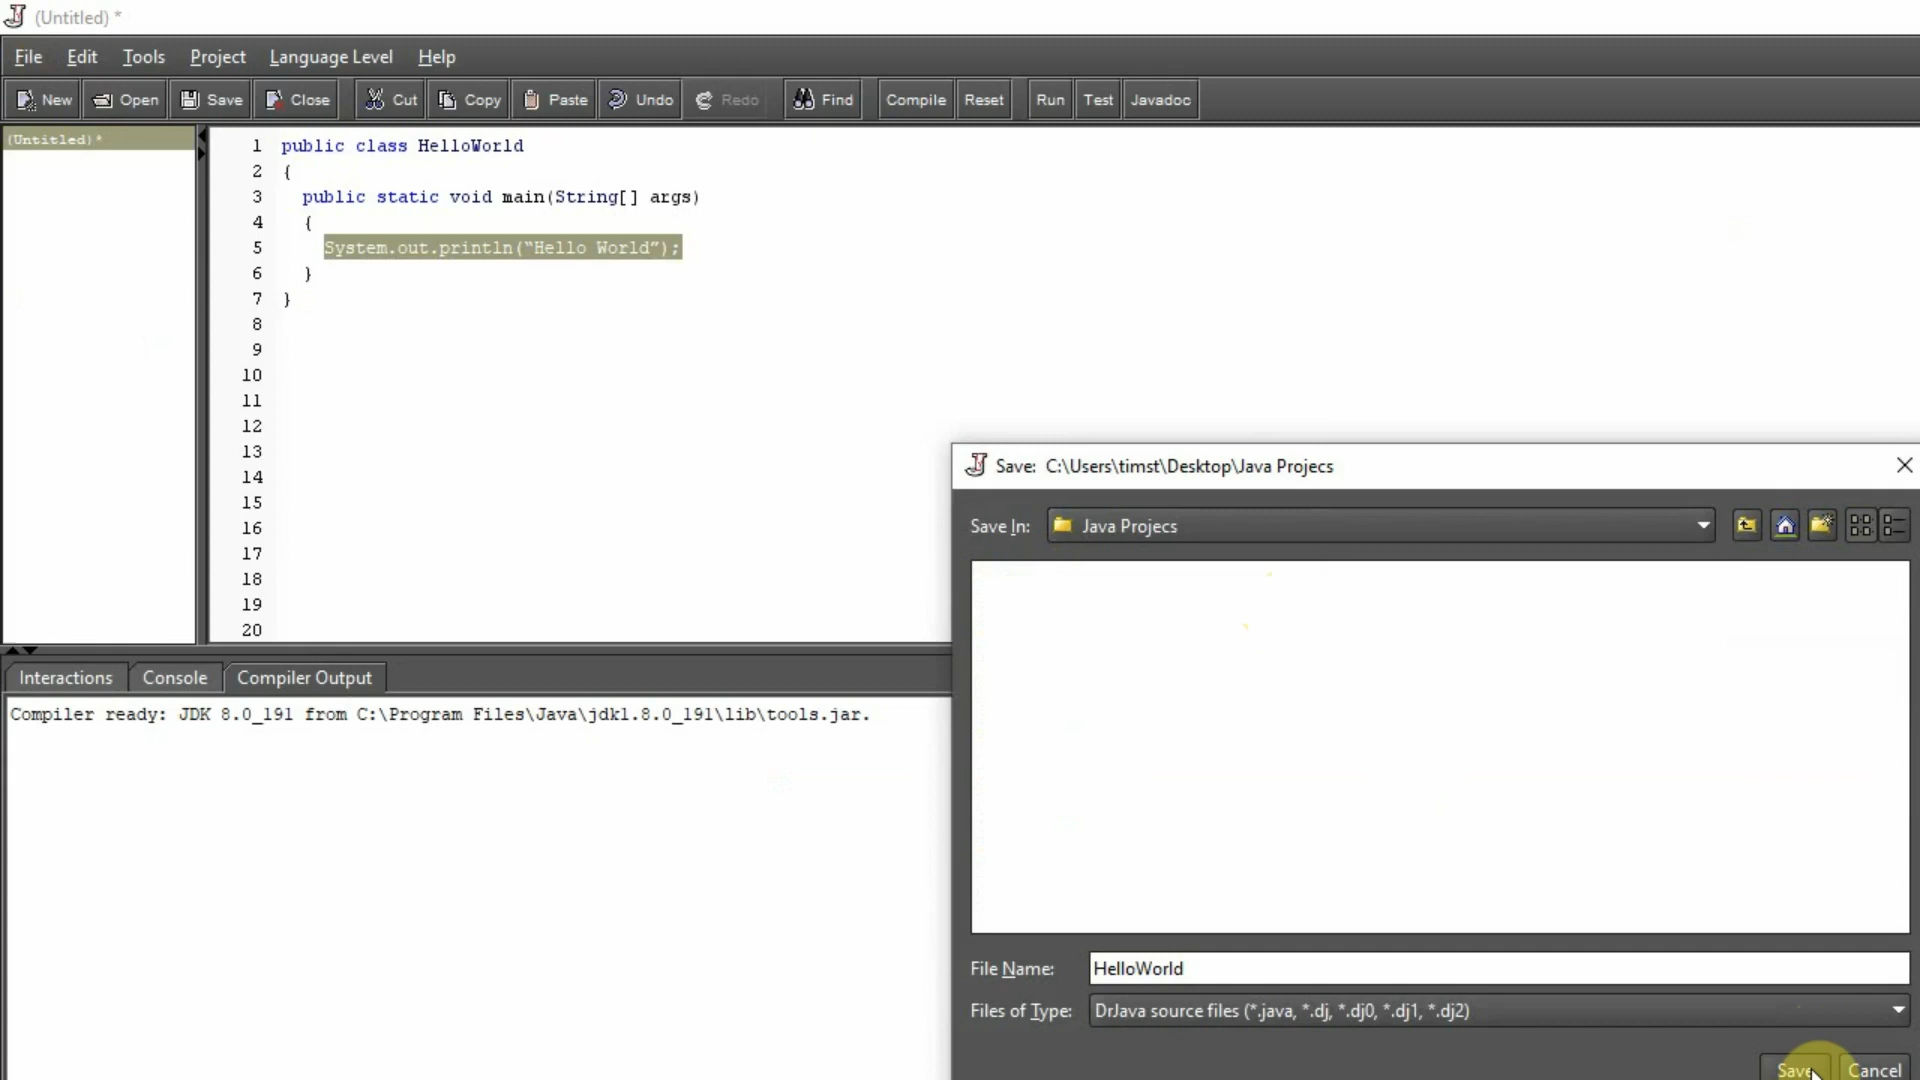 (Untitled) *
File Edit Tools Project Language Level Help
New Open Save Close Cut Copy Paste Undo Redo Find Compile Reset Run Test Javadoc
(Untitled)*
1 public class HelloWorld
2 {
3 public static void main(String[] args)
4 {
5 System.out.println(“Hello World”);
6 }
7 }
8
9
10
11
12
13
14
15
16
17
18
19
20
Save: C:\Users\timst\Desktop\Java Projecs
Save In: Java Projecs
File Name: HelloWorld
Files of Type: DrJava source files (*.java, *.dj, *.dj0, *.dj1, *.dj2)
Save Cancel
Interactions Console Compiler Output
Compiler ready: JDK 8.0_191 from C:\Program Files\Java\jdk1.8.0_191\lib\tools.jar.